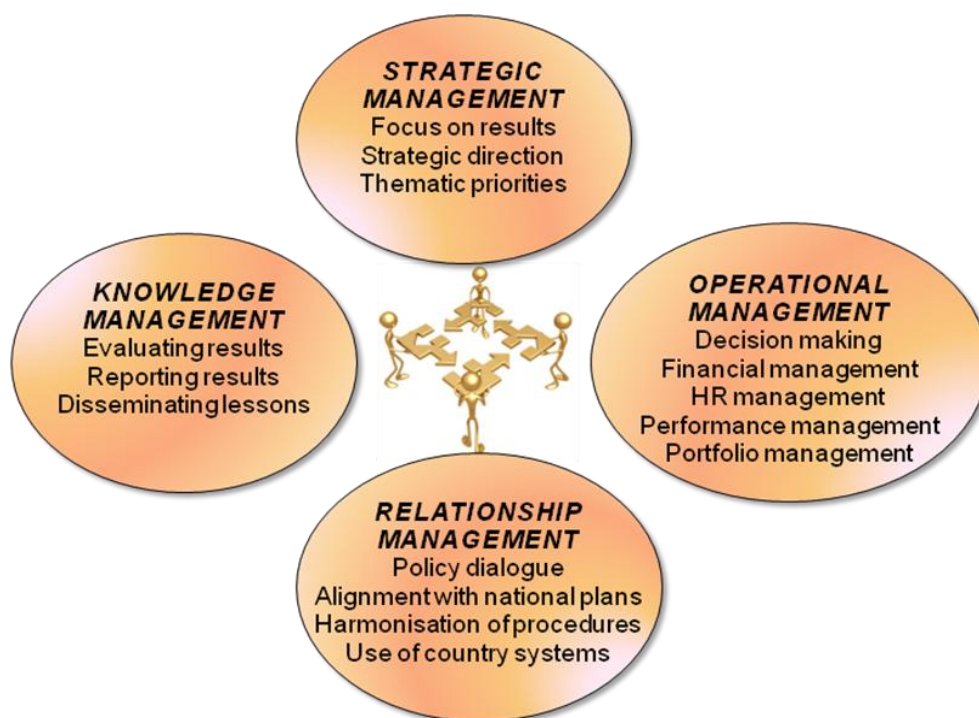 STRATEGIC
MANAGEMENT
Focus on results
Strategic direction
Thematic priorities
KNOWLEDGE
MANAGEMENT
Evaluating results
Reporting results
Disseminating lessons
OPERATIONAL
MANAGEMENT
Decision making
Financial management
HR management
Performance management
Portfolio management
RELATIONSHIP
MANAGEMENT
Policy dialogue
Alignment with national plans
Harmonisation of procedures
Use of country systems